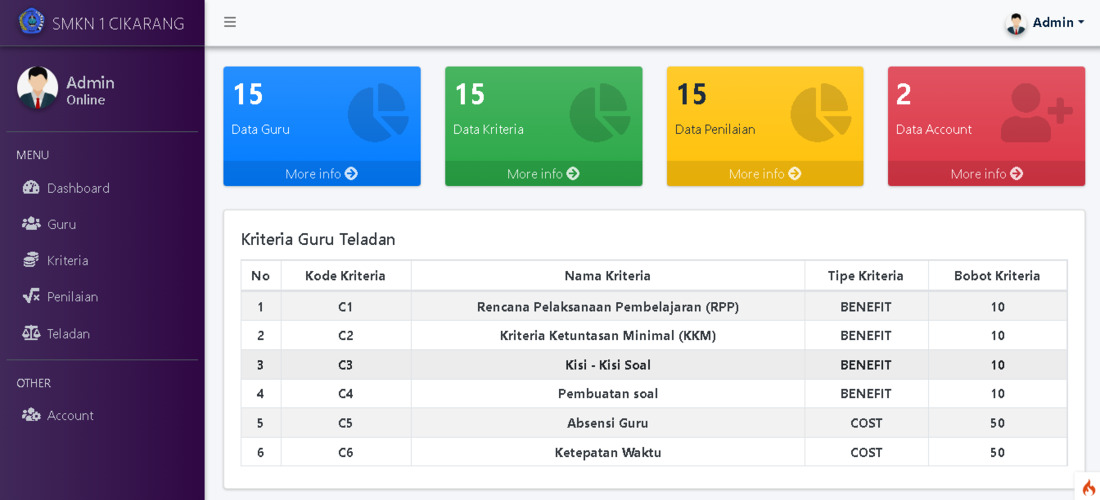 SMKN 1 CIKARANG
Admin
Admin
Online
MENU
Dashboard
Guru
Kriteria
Penilaian
Teladan
OTHER
Account
15
Data Guru
More info
15
Data Kriteria
More info
15
Data Penilaian
More info
2
Data Account
More info
Kriteria Guru Teladan
No Kode Kriteria Nama Kriteria Tipe Kriteria Bobot Kriteria
1 C1 Rencana Pelaksanaan Pembelajaran (RPP) BENEFIT 10
2 C2 Kriteria Ketuntasan Minimal (KKM) BENEFIT 10
3 C3 Kisi - Kisi Soal BENEFIT 10
4 C4 Pembuatan soal BENEFIT 10
5 C5 Absensi Guru COST 50
6 C6 Ketepatan Waktu COST 50